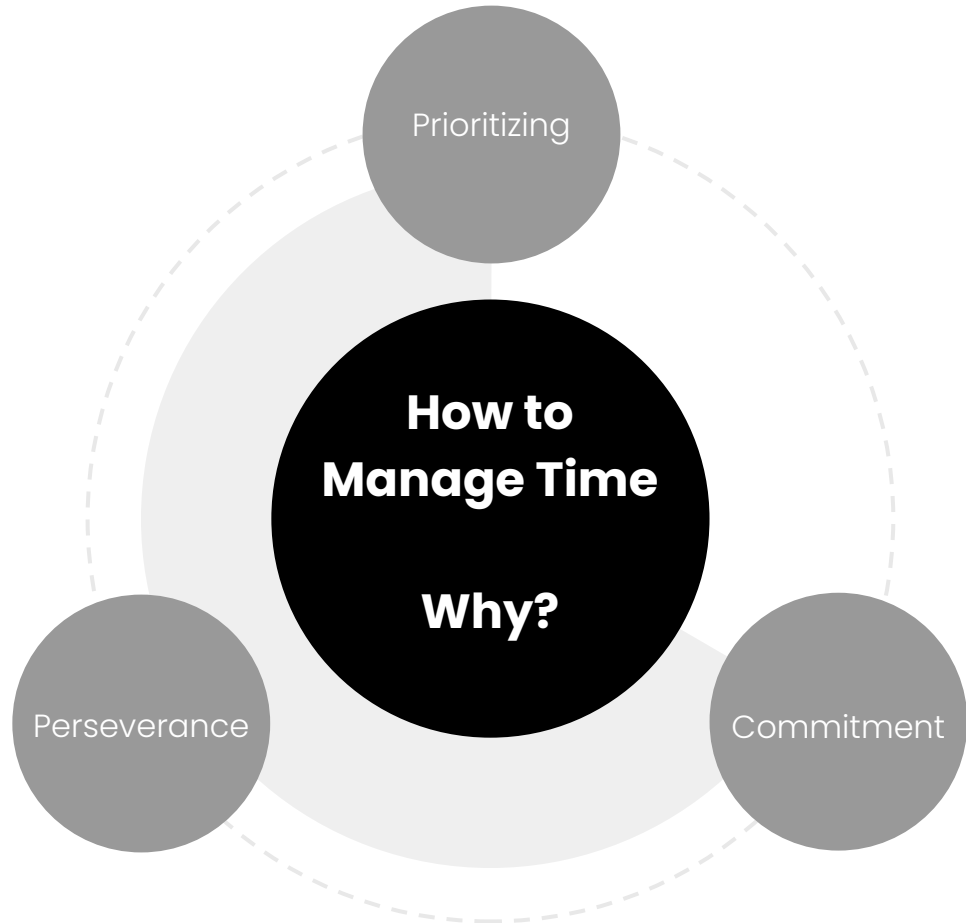 Prioritizing
How to
Manage Time
Why?
Perseverance
Commitment